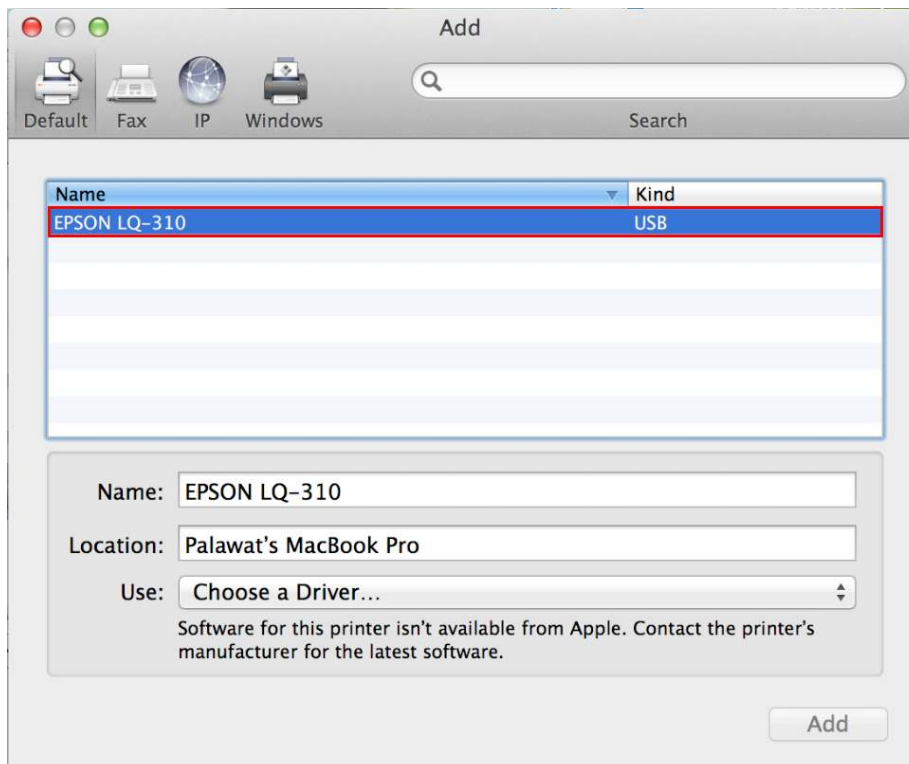 Add
Default Fax IP Windows Search
Name Kind
EPSON LQ-310 USB
Name: EPSON LQ-310
Location: Palawat's MacBook Pro
Use: Choose a Driver...
Software for this printer isn't available from Apple. Contact the printer's
manufacturer for the latest software.
Add